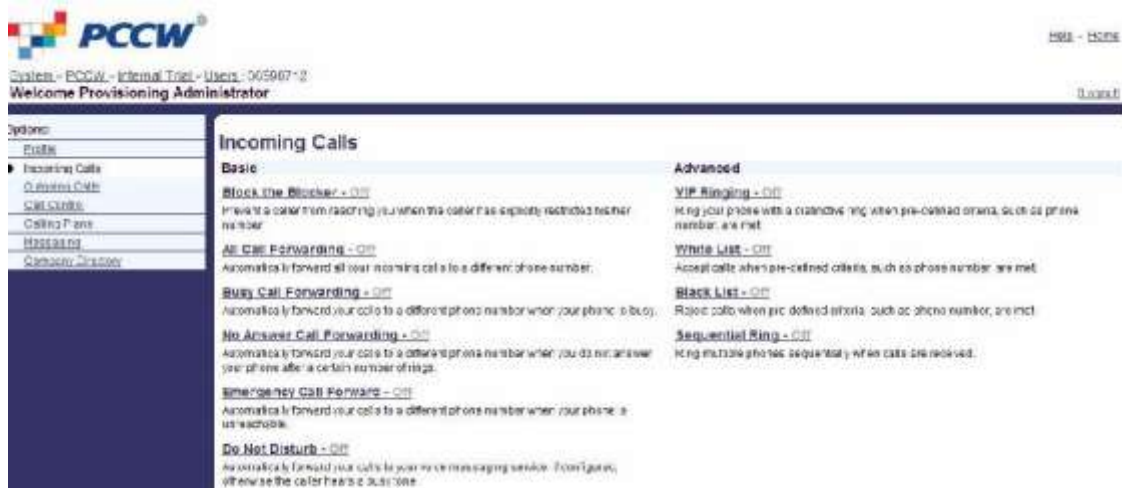 PCCW®
Help - Home
System - PCCW - Internal Trial - Users :
Welcome Provisioning Administrator
[Logout]
Options:
Profile
Incoming Calls
Outgoing Calls
Call Control
Calling Plans
Messaging
Company Directory
Incoming Calls
Basic
Block the Blocker - Off
Prevent a caller from reaching you when the caller has explicitly restricted his/her
number
All Call Forwarding - Off
Automatically forward all your incoming calls to a different phone number.
Busy Call Forwarding - Off
Automatically forward your calls to a different phone number when your phone is busy.
No Answer Call Forwarding - Off
Automatically forward your calls to a different phone number when you do not answer
your phone after a certain number of rings.
Emergency Call Forward - Off
Automatically forward your calls to a different phone number when your phone is
unreachable.
Do Not Disturb - Off
Automatically forward your calls to your voice messaging service, if configured,
otherwise the caller hears a busy tone
Advanced
VIP Ringing - Off
Ring your phone with a distinctive ring when pre-defined criteria, such as phone
number, are met
White List - Off
Accept calls when pre-defined criteria, such as phone number, are met
Black List - Off
Reject calls when pre-defined criteria, such as phone number, are met.
Sequential Ring - Off
Ring multiple phones sequentially when calls are received.